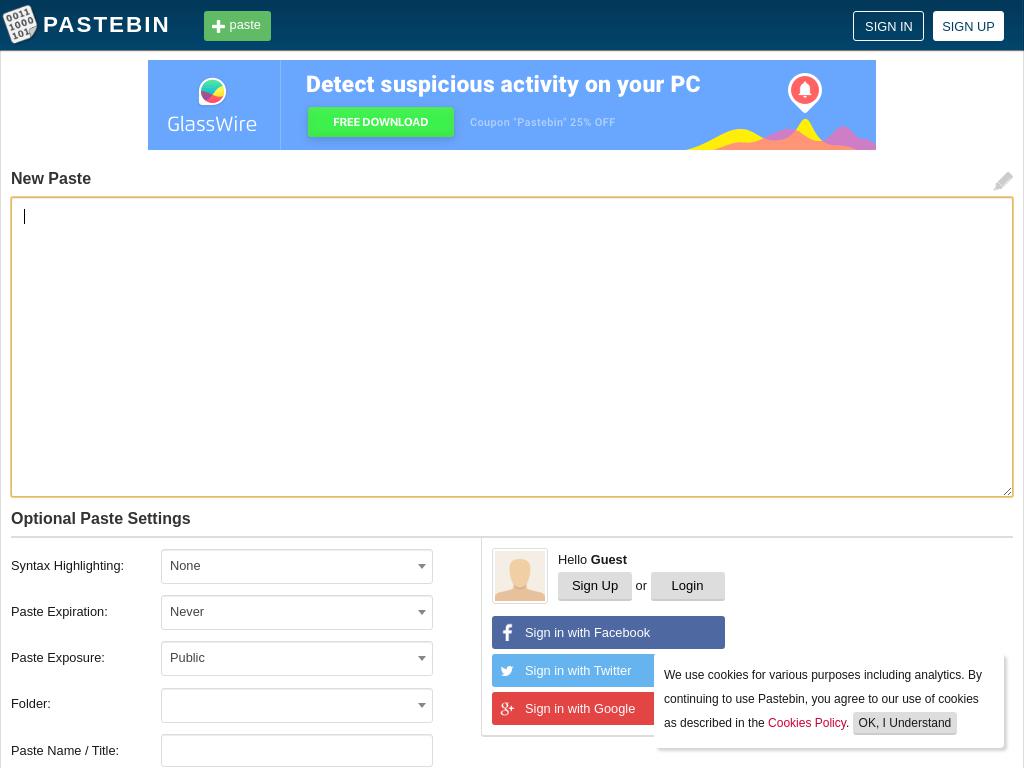 0011
1000
101
PASTEBIN
paste
SIGN IN
SIGN UP
GlassWire
Detect suspicious activity on your PC
FREE DOWNLOAD
Coupon "Pastebin" 25% OFF
New Paste
Optional Paste Settings
Syntax Highlighting:
None
Paste Expiration:
Never
Paste Exposure:
Public
Folder:
Paste Name / Title:
Hello Guest
Sign Up or Login
Sign in with Facebook
Sign in with Twitter
Sign in with Google
We use cookies for various purposes including analytics. By
continuing to use Pastebin, you agree to our use of cookies
as described in the Cookies Policy. OK, I Understand